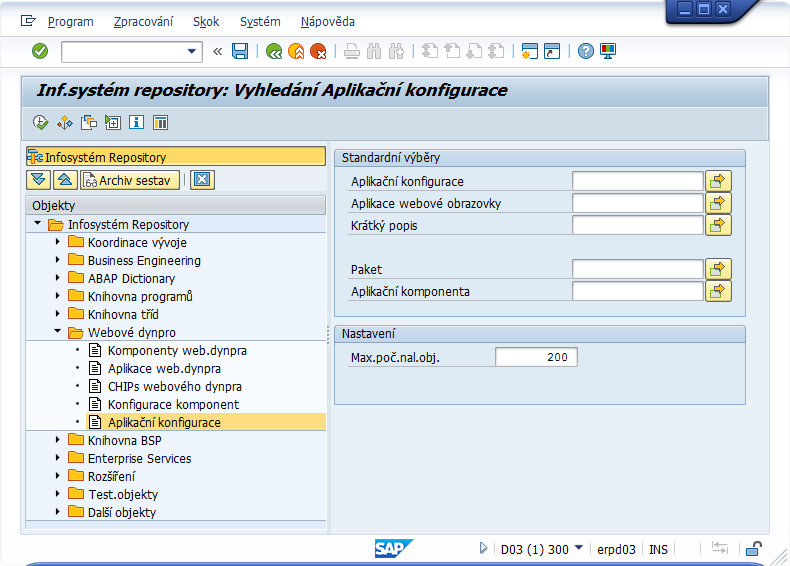 Program Zpracování Skok Systém Nápověda
Inf.systém repository: Vyhledání Aplikační konfigurace
Infosystém Repository
Archiv sestav
Objekty
Infosystém Repository
Koordinace vývoje
Business Engineering
ABAP Dictionary
Knihovna programů
Knihovna tříd
Webové dynpro
Komponenty web.dynpra
Aplikace web.dynpra
CHIPs webového dynpra
Konfigurace komponent
Aplikační konfigurace
Knihovna BSP
Enterprise Services
Rozšíření
Test.objekty
Další objekty
Standardní výběry
Aplikační konfigurace
Aplikace webové obrazovky
Krátký popis
Paket
Aplikační komponenta
Nastavení
Max.poč.nal.obj. 200
SAP D03 (1) 300 erpd03 INS